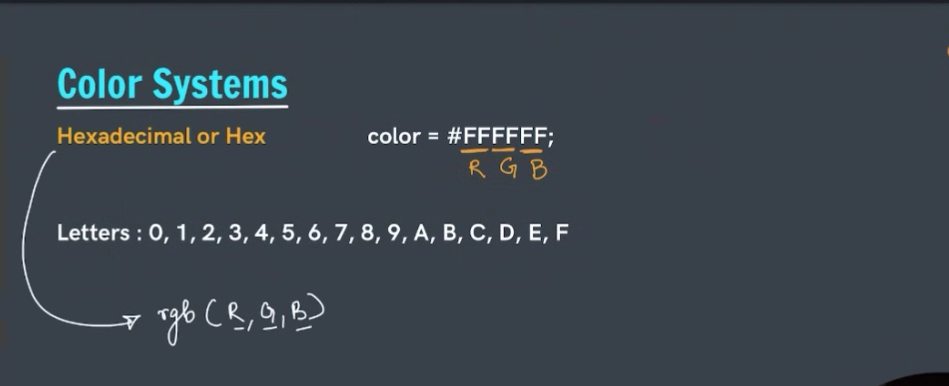 Color Systems
Hexadecimal or Hex color = #FFFFFF;
R G B
Letters : 0, 1, 2, 3, 4, 5, 6, 7, 8, 9, A, B, C, D, E, F
rgb (R, G, B)